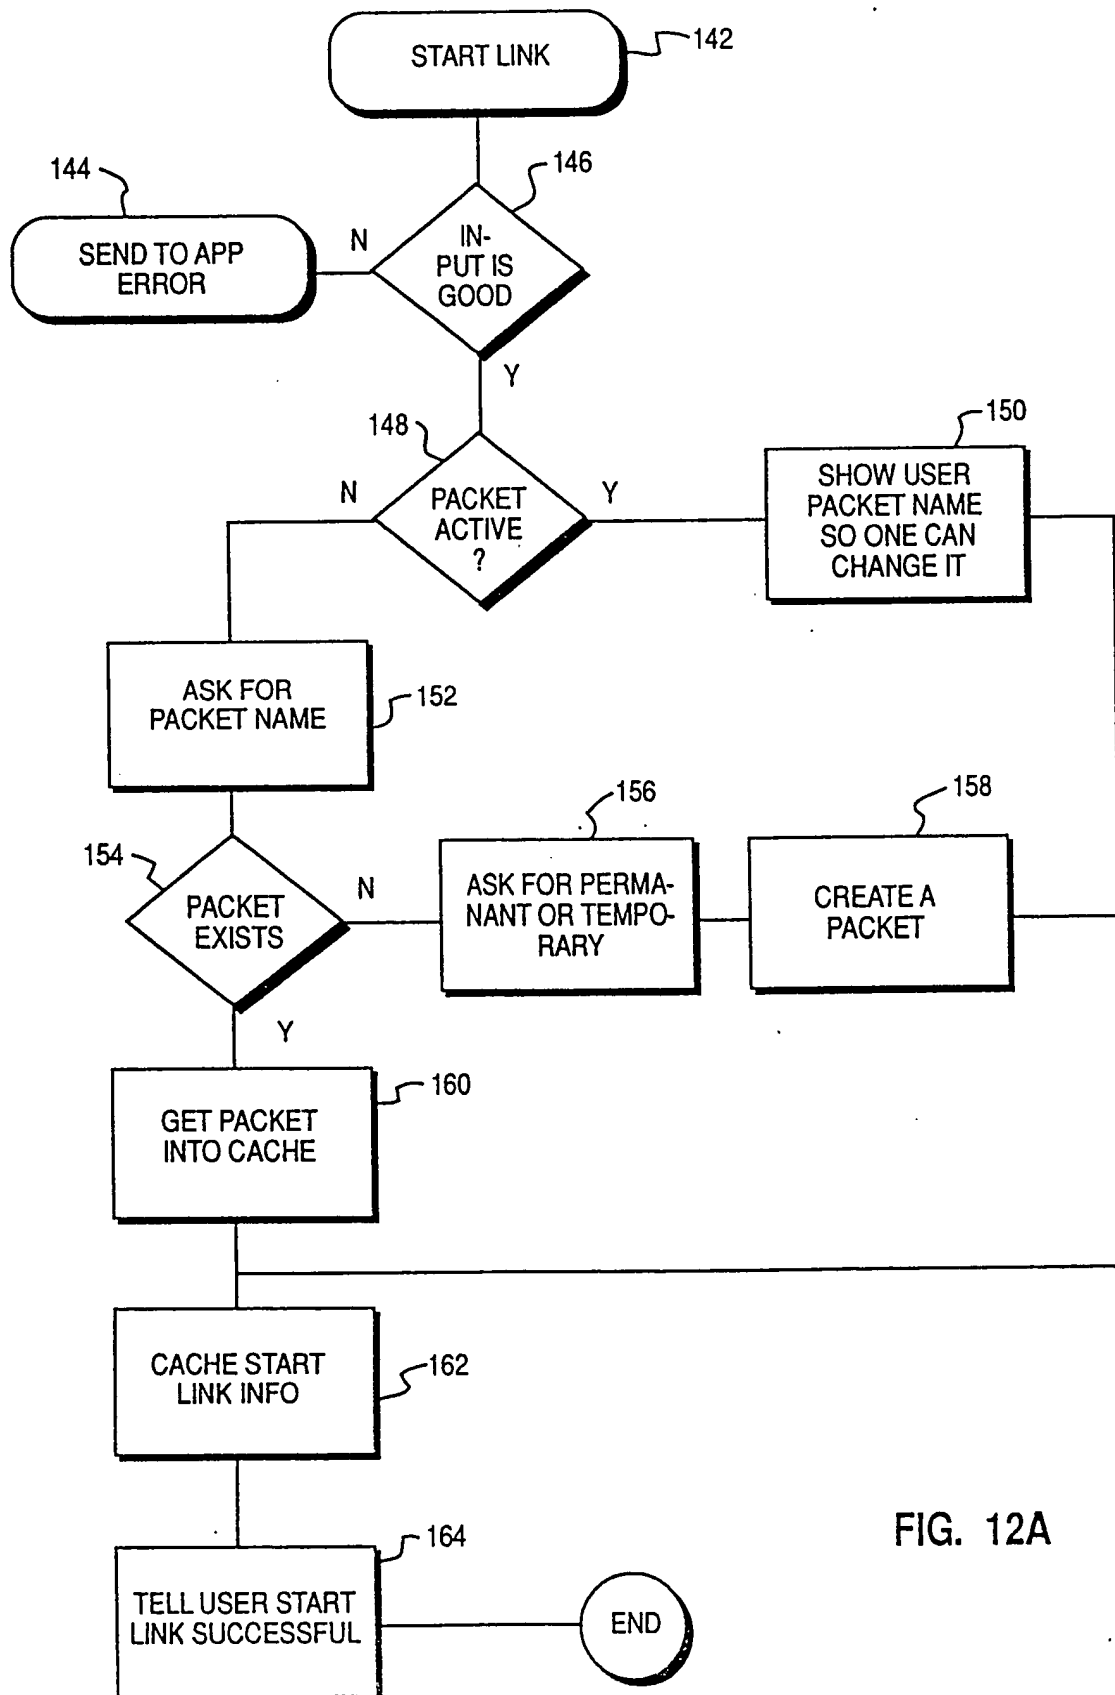 START LINK
142
144
146
SEND TO APP
ERROR
N
IN-
PUT IS
GOOD
Y
148
150
N
PACKET
ACTIVE
?
Y
SHOW USER
PACKET NAME
SO ONE CAN
CHANGE IT
ASK FOR
PACKET NAME
152
154
PACKET
EXISTS
N
156
ASK FOR PERMA-
NANT OR TEMPO-
RARY
158
CREATE A
PACKET
Y
GET PACKET
INTO CACHE
160
CACHE START
LINK INFO
162
164
TELL USER START
LINK SUCCESSFUL
END
FIG. 12A